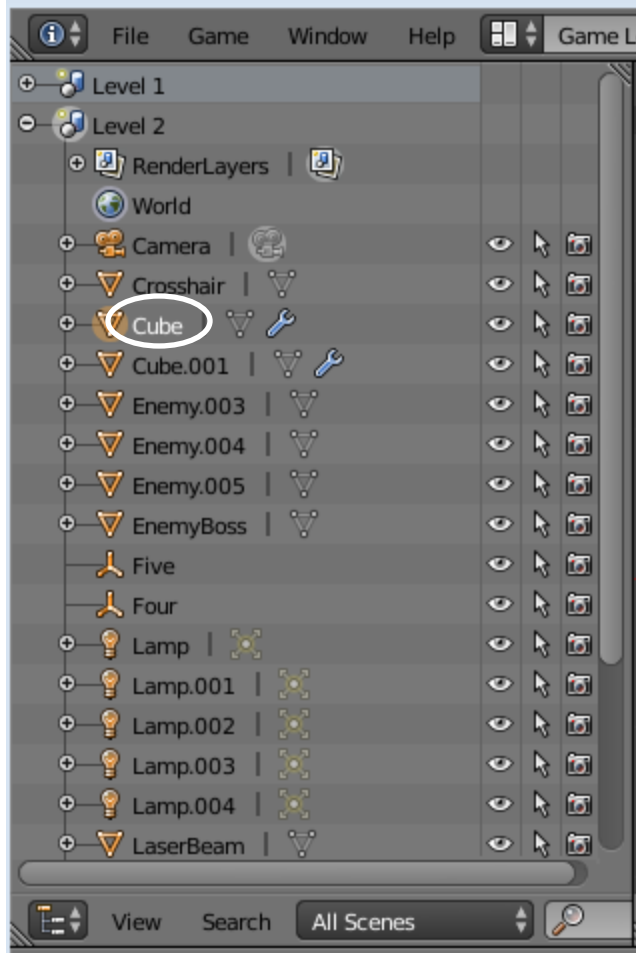 File Game Window Help Game L
Level 1
Level 2
RenderLayers
World
Camera
Crosshair
Cube
Cube.001
Enemy.003
Enemy.004
Enemy.005
EnemyBoss
Five
Four
Lamp
Lamp.001
Lamp.002
Lamp.003
Lamp.004
LaserBeam
View Search All Scenes